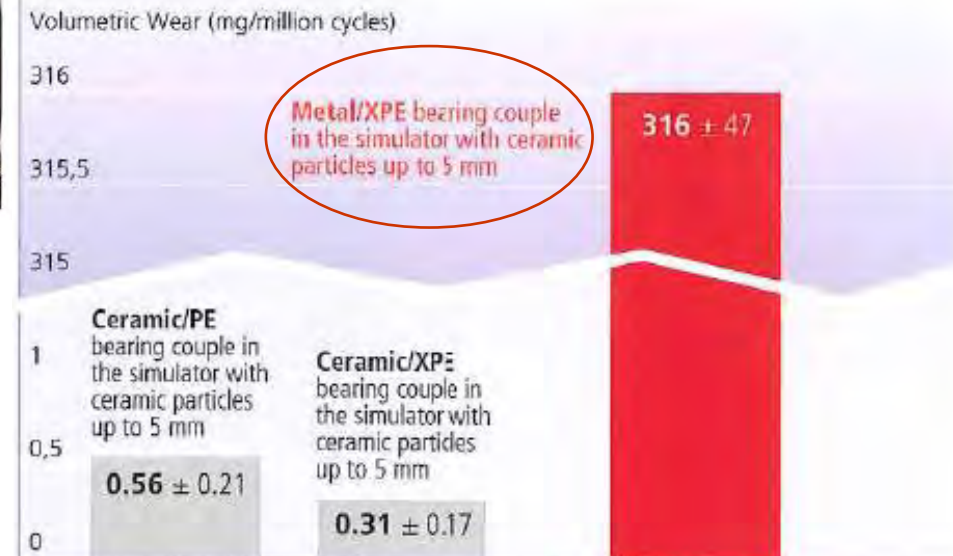 Volumetric Wear (mg/million cycles)
316
315,5
315
1
0,5
0
Metal/XPE bearing couple
in the simulator with ceramic
particles up to 5 mm
316 ± 47
Ceramic/PE
bearing couple in
the simulator with
ceramic particles
up to 5 mm
0.56 ± 0.21
Ceramic/XPE
bearing couple in
the simulator with
ceramic particles
up to 5 mm
0.31 ± 0.17